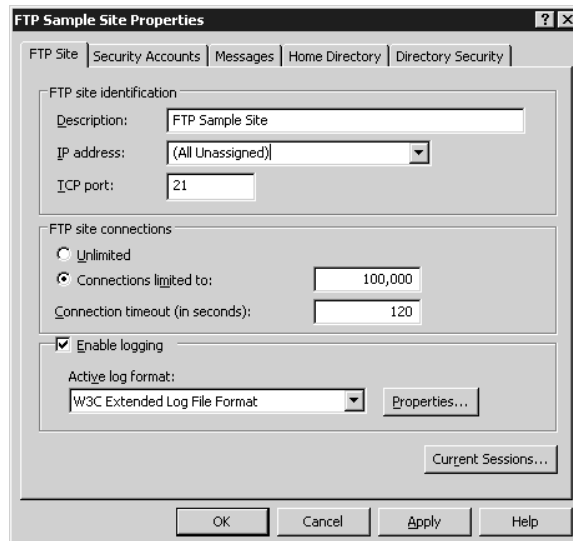 FTP Sample Site Properties
FTP Site Security Accounts Messages Home Directory Directory Security
FTP site identification
Description: FTP Sample Site
IP address: (All Unassigned)
TCP port: 21
FTP site connections
Unlimited
Connections limited to: 100,000
Connection timeout (in seconds): 120
Enable logging
Active log format:
W3C Extended Log File Format Properties...
Current Sessions...
OK Cancel Apply Help